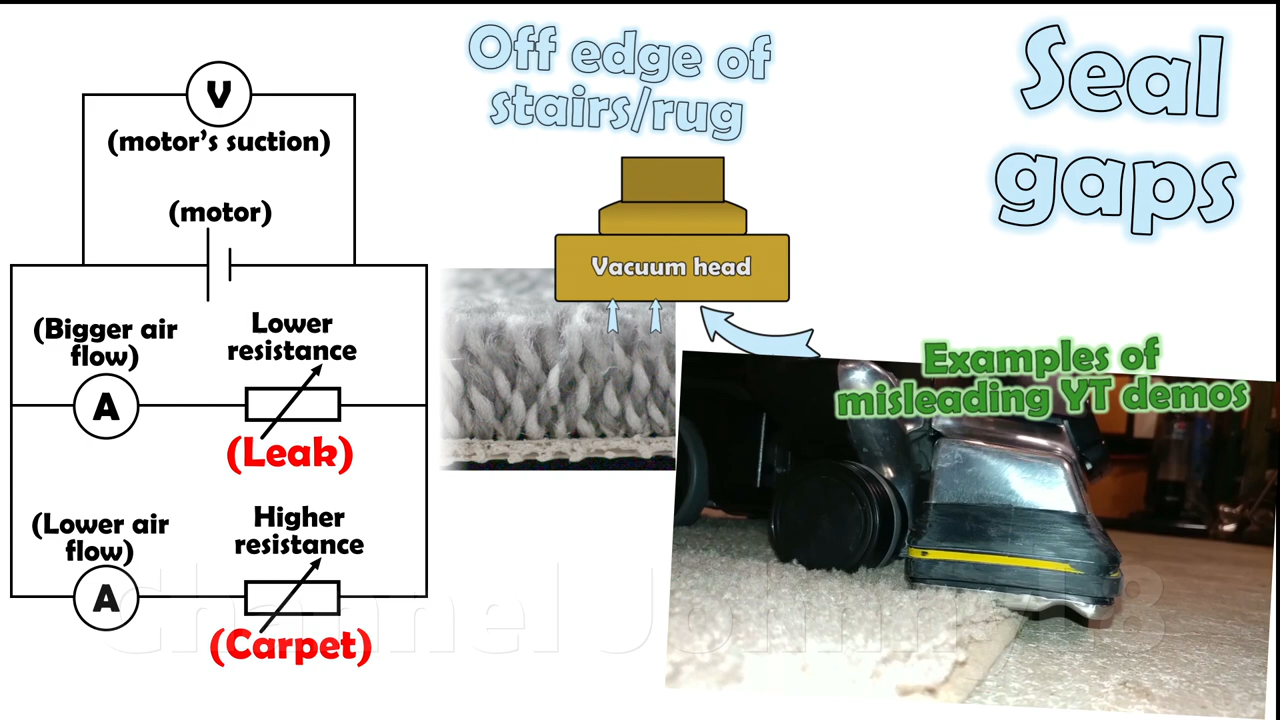 V
(motor's suction)
(motor)
(Bigger air
flow)
Lower
resistance
A
(Leak)
(Lower air
flow)
Higher
resistance
A
(Carpet)
Off edge of
stairs/rug
Vacuum head
Seal
gaps
Examples of
misleading YT demos
Channel